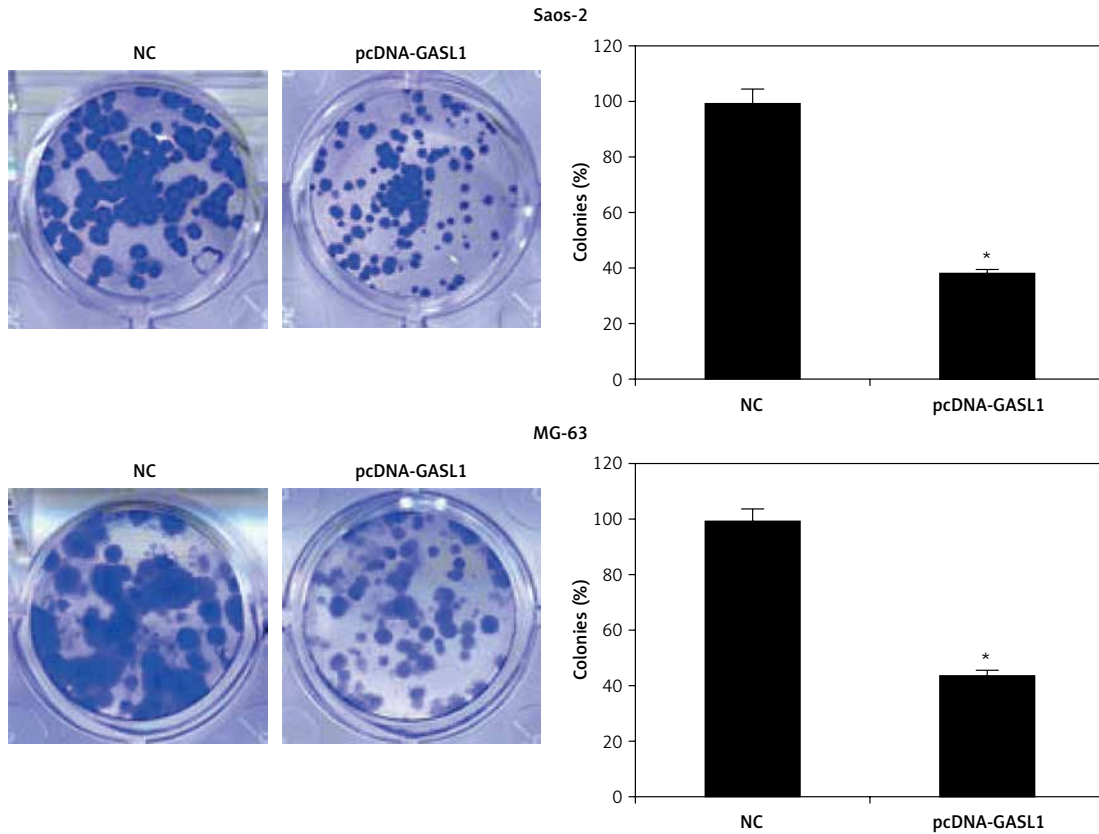 Saos-2
NC
pcDNA-GASL1
Colonies (%)
120
100
80
60
40
20
0
*
NC
pcDNA-GASL1
MG-63
NC
pcDNA-GASL1
Colonies (%)
120
100
80
60
40
20
0
*
NC
pcDNA-GASL1